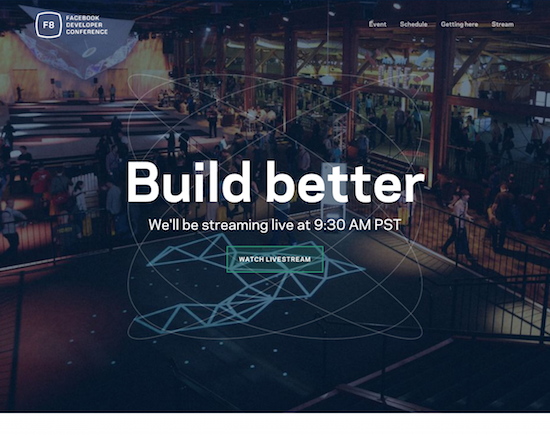 F8
FACEBOOK
DEVELOPER
CONFERENCE
Event
Schedule
Getting here
Stream
Build better
We'll be streaming live at 9:30 AM PST
WATCH LIVESTREAM